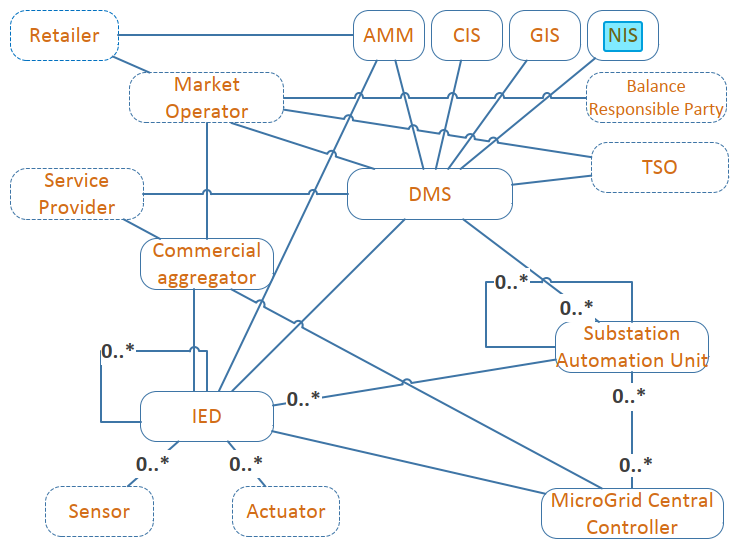 Retailer
AMM
CIS
GIS
NIS
Market
Operator
Balance
Responsible Party
TSO
Service
Provider
DMS
Commercial
aggregator
0..*
0..*
Substation
Automation Unit
0..*
0..*
0..*
IED
0..*
0..*
0..*
Sensor
Actuator
MicroGrid Central
Controller